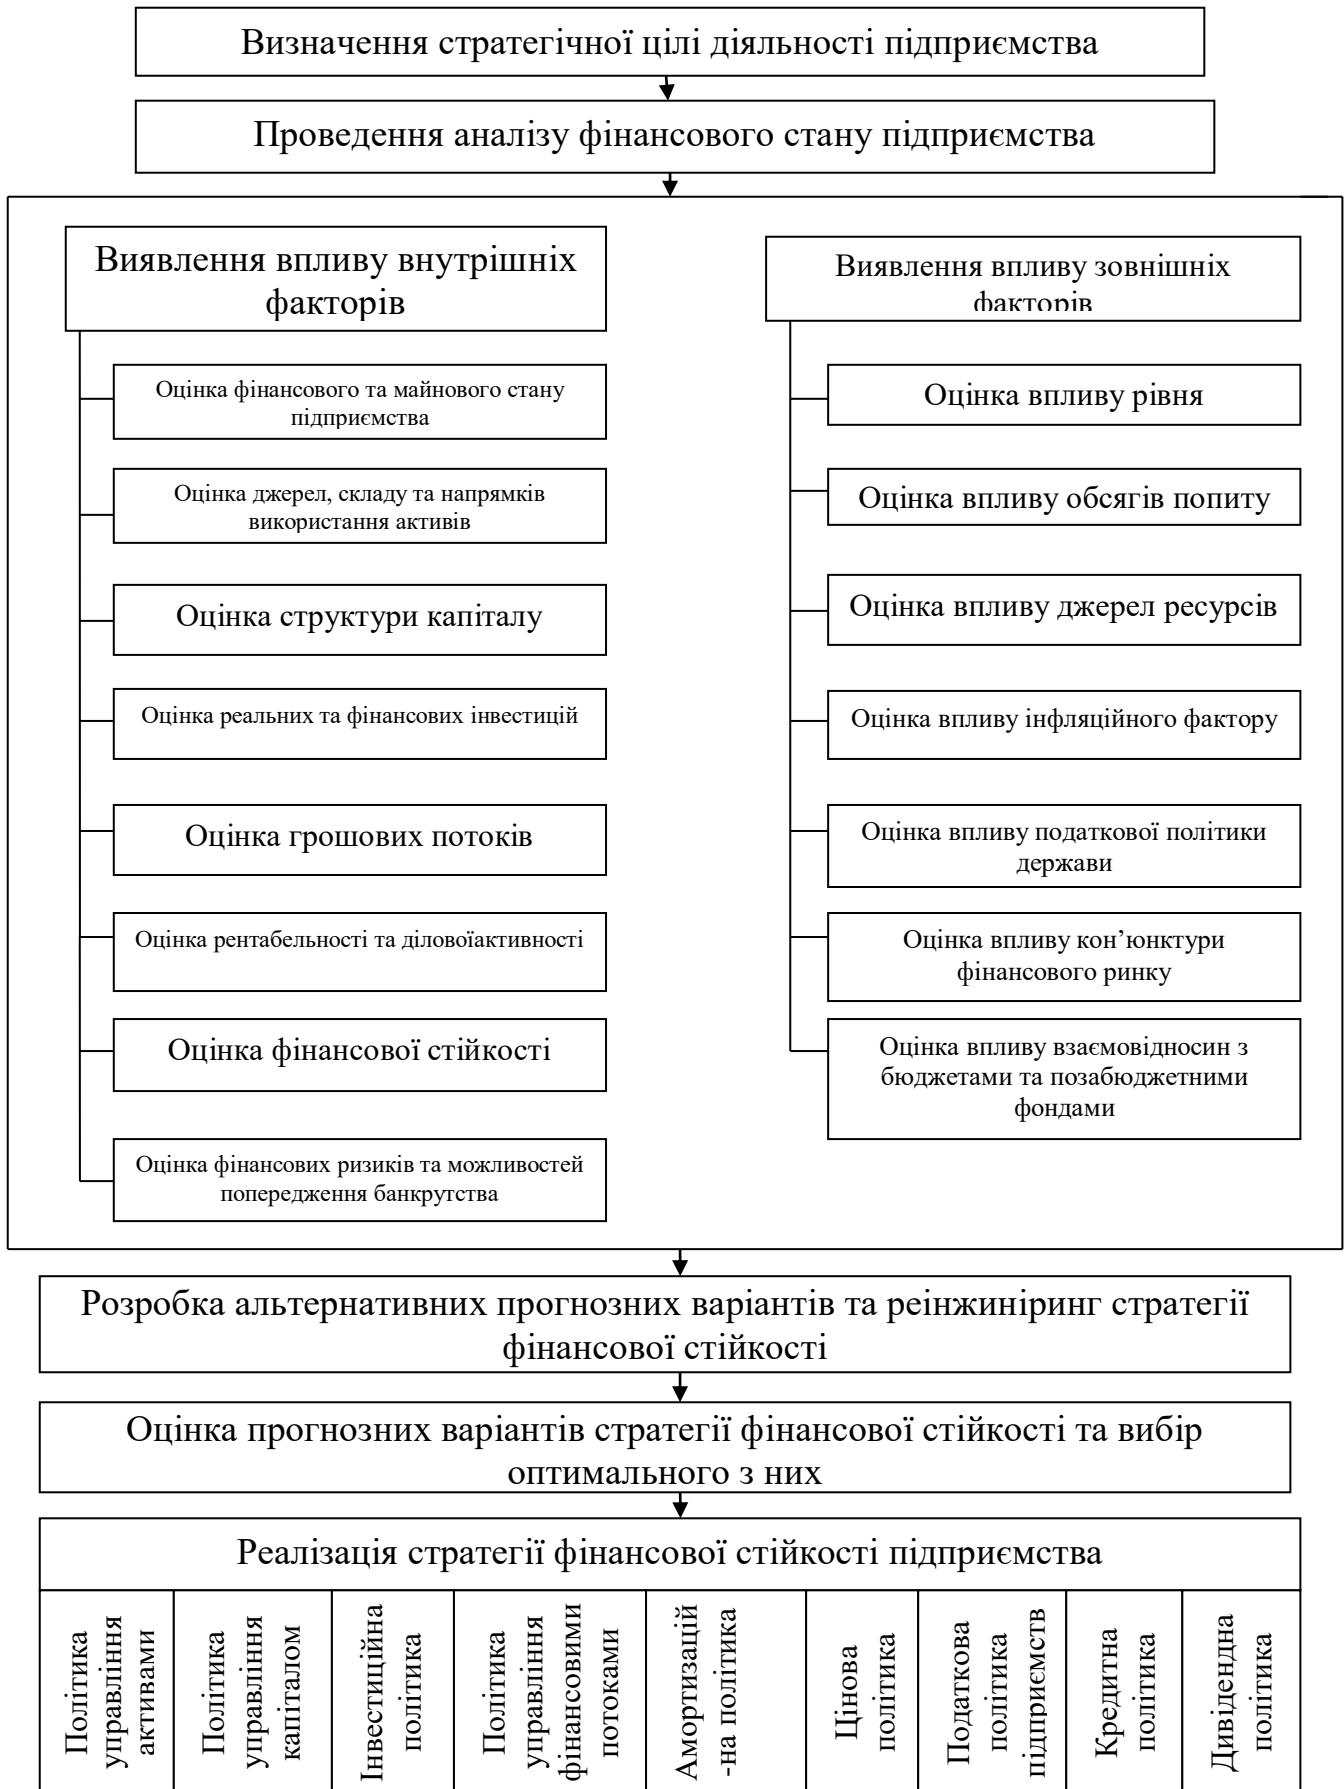 Визначення стратегічної цілі діяльності підприємства
Проведення аналізу фінансового стану підприємства
Виявлення впливу внутрішніх
факторів
Оцінка фінансового та майнового стану
підприємства
Оцінка джерел, складу та напрямків
використання активів
Оцінка структури капіталу
Оцінка реальних та фінансових інвестицій
Оцінка грошових потоків
Оцінка рентабельності та діловоїактивності
Оцінка фінансової стійкості
Оцінка фінансових ризиків та можливостей
попередження банкрутства
Виявлення впливу зовнішніх
факторів
Оцінка впливу рівня
Оцінка впливу обсягів попиту
Оцінка впливу джерел ресурсів
Оцінка впливу інфляційного фактору
Оцінка впливу податкової політики
держави
Оцінка впливу кон’юнктури
фінансового ринку
Оцінка впливу взаємовідносин з
бюджетами та позабюджетними
фондами
Розробка альтернативних прогнозних варіантів та реінжиніринг стратегії
фінансової стійкості
Оцінка прогнозних варіантів стратегії фінансової стійкості та вибір
оптимального з них
Реалізація стратегії фінансової стійкості підприємства
Політика
управління
активами
Політика
управління
капіталом
Інвестиційна
політика
Політика
управління
фінансовими
потоками
Амортизацій
-на політика
Цінова
політика
Податкова
політика
підприємств
Кредитна
політика
Дивідендна
політика